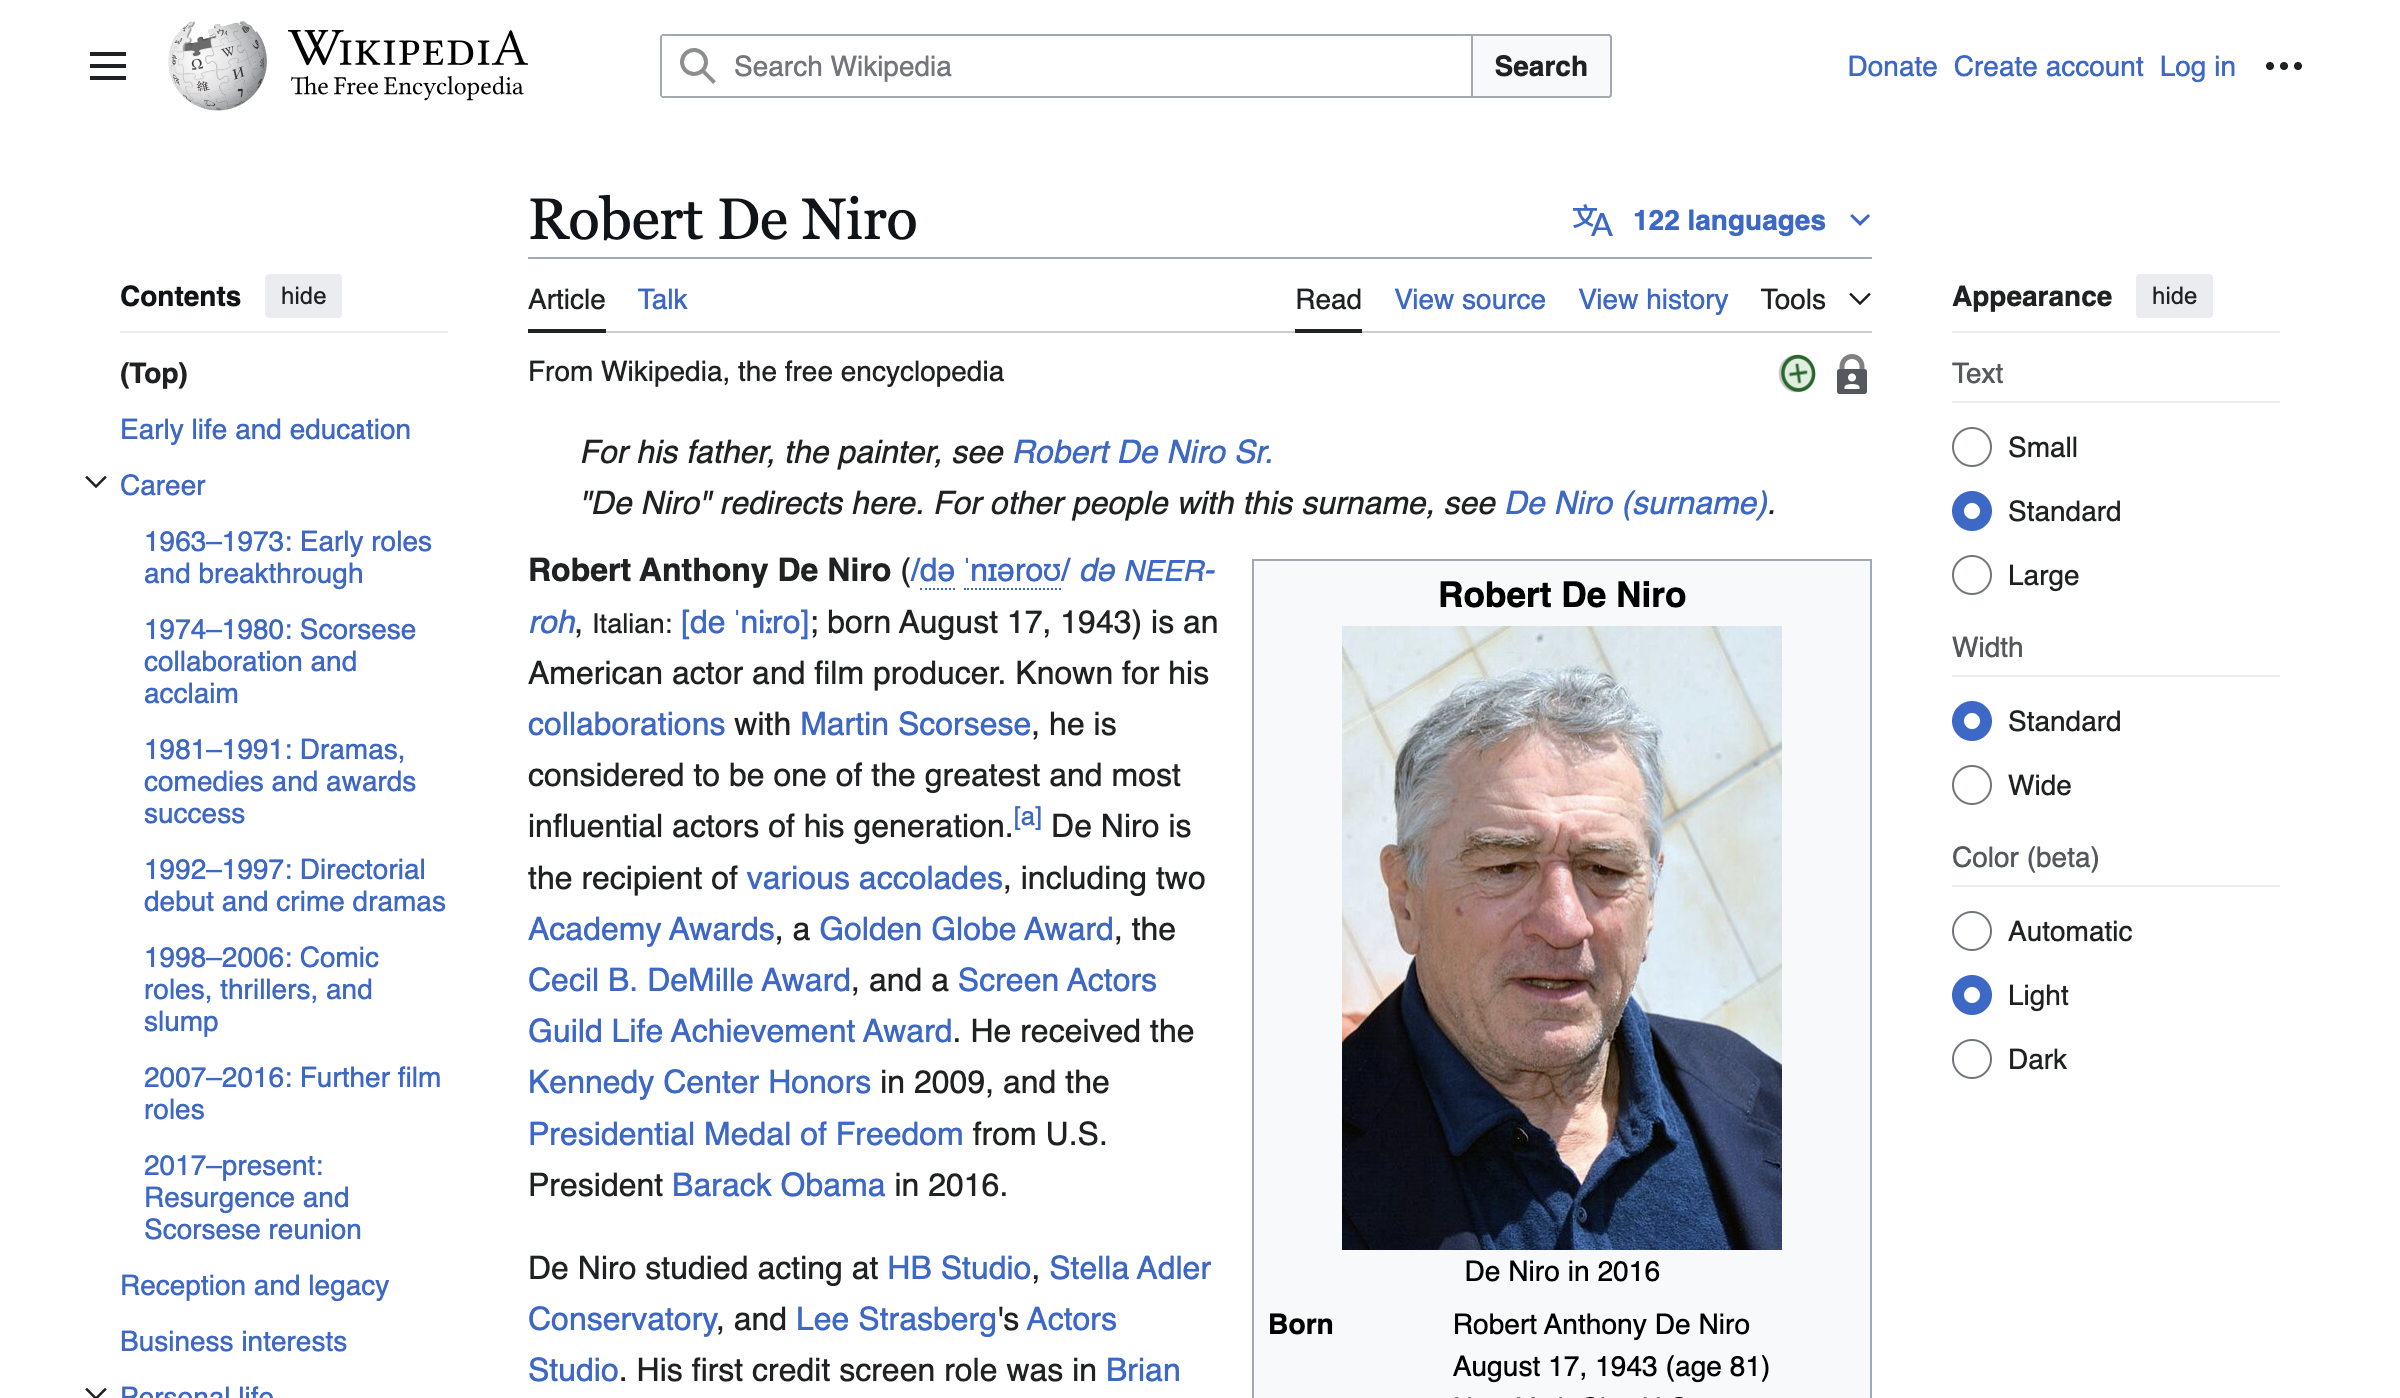 WIKIPEDIA
The Free Encyclopedia
Search Wikipedia
Search
Donate Create account Log in
Robert De Niro
122 languages
Contents hide
(Top)
Early life and education
Career
1963–1973: Early roles
and breakthrough
1974–1980: Scorsese
collaboration and
acclaim
1981–1991: Dramas,
comedies and awards
success
1992–1997: Directorial
debut and crime dramas
1998–2006: Comic
roles, thrillers, and
slump
2007–2016: Further film
roles
2017–present:
Resurgence and
Scorsese reunion
Reception and legacy
Business interests
Personal life
Article Talk
Read View source View history Tools
From Wikipedia, the free encyclopedia
For his father, the painter, see Robert De Niro Sr.
"De Niro" redirects here. For other people with this surname, see De Niro (surname).
Robert Anthony De Niro (/də ˈnɪəroʊ/ də NEER-
roh, Italian: [de ˈniːro]; born August 17, 1943) is an
American actor and film producer. Known for his
collaborations with Martin Scorsese, he is
considered to be one of the greatest and most
influential actors of his generation.[a] De Niro is
the recipient of various accolades, including two
Academy Awards, a Golden Globe Award, the
Cecil B. DeMille Award, and a Screen Actors
Guild Life Achievement Award. He received the
Kennedy Center Honors in 2009, and the
Presidential Medal of Freedom from U.S.
President Barack Obama in 2016.
De Niro studied acting at HB Studio, Stella Adler
Conservatory, and Lee Strasberg's Actors
Studio. His first credit screen role was in Brian
Robert De Niro
De Niro in 2016
Born Robert Anthony De Niro
August 17, 1943 (age 81)
Appearance hide
Text
Small
Standard
Large
Width
Standard
Wide
Color (beta)
Automatic
Light
Dark